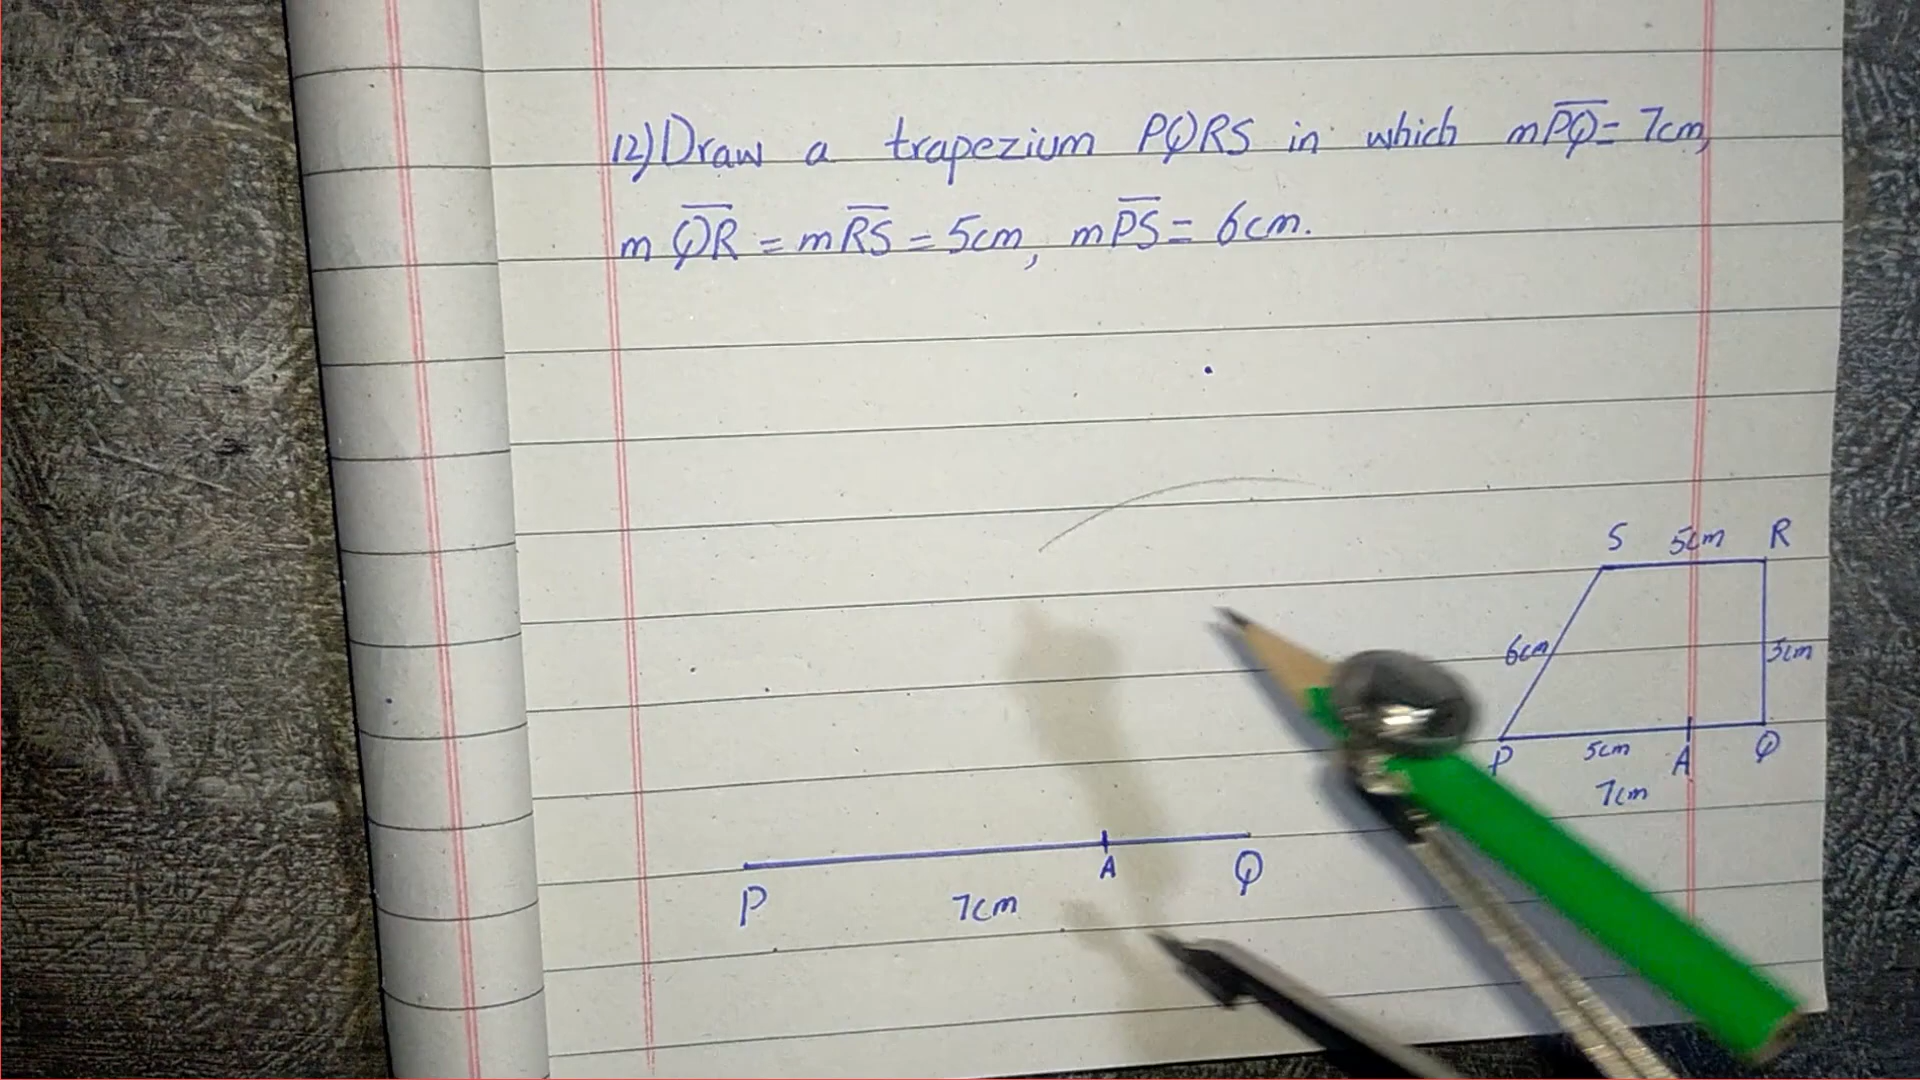 12) Draw a trapezium PQRS in which mPQ = 7cm,
mQR = mRS = 5cm, mPS = 6cm.
S 5cm R
6cm 5cm
P 5cm A Q
7cm
P A Q
7cm